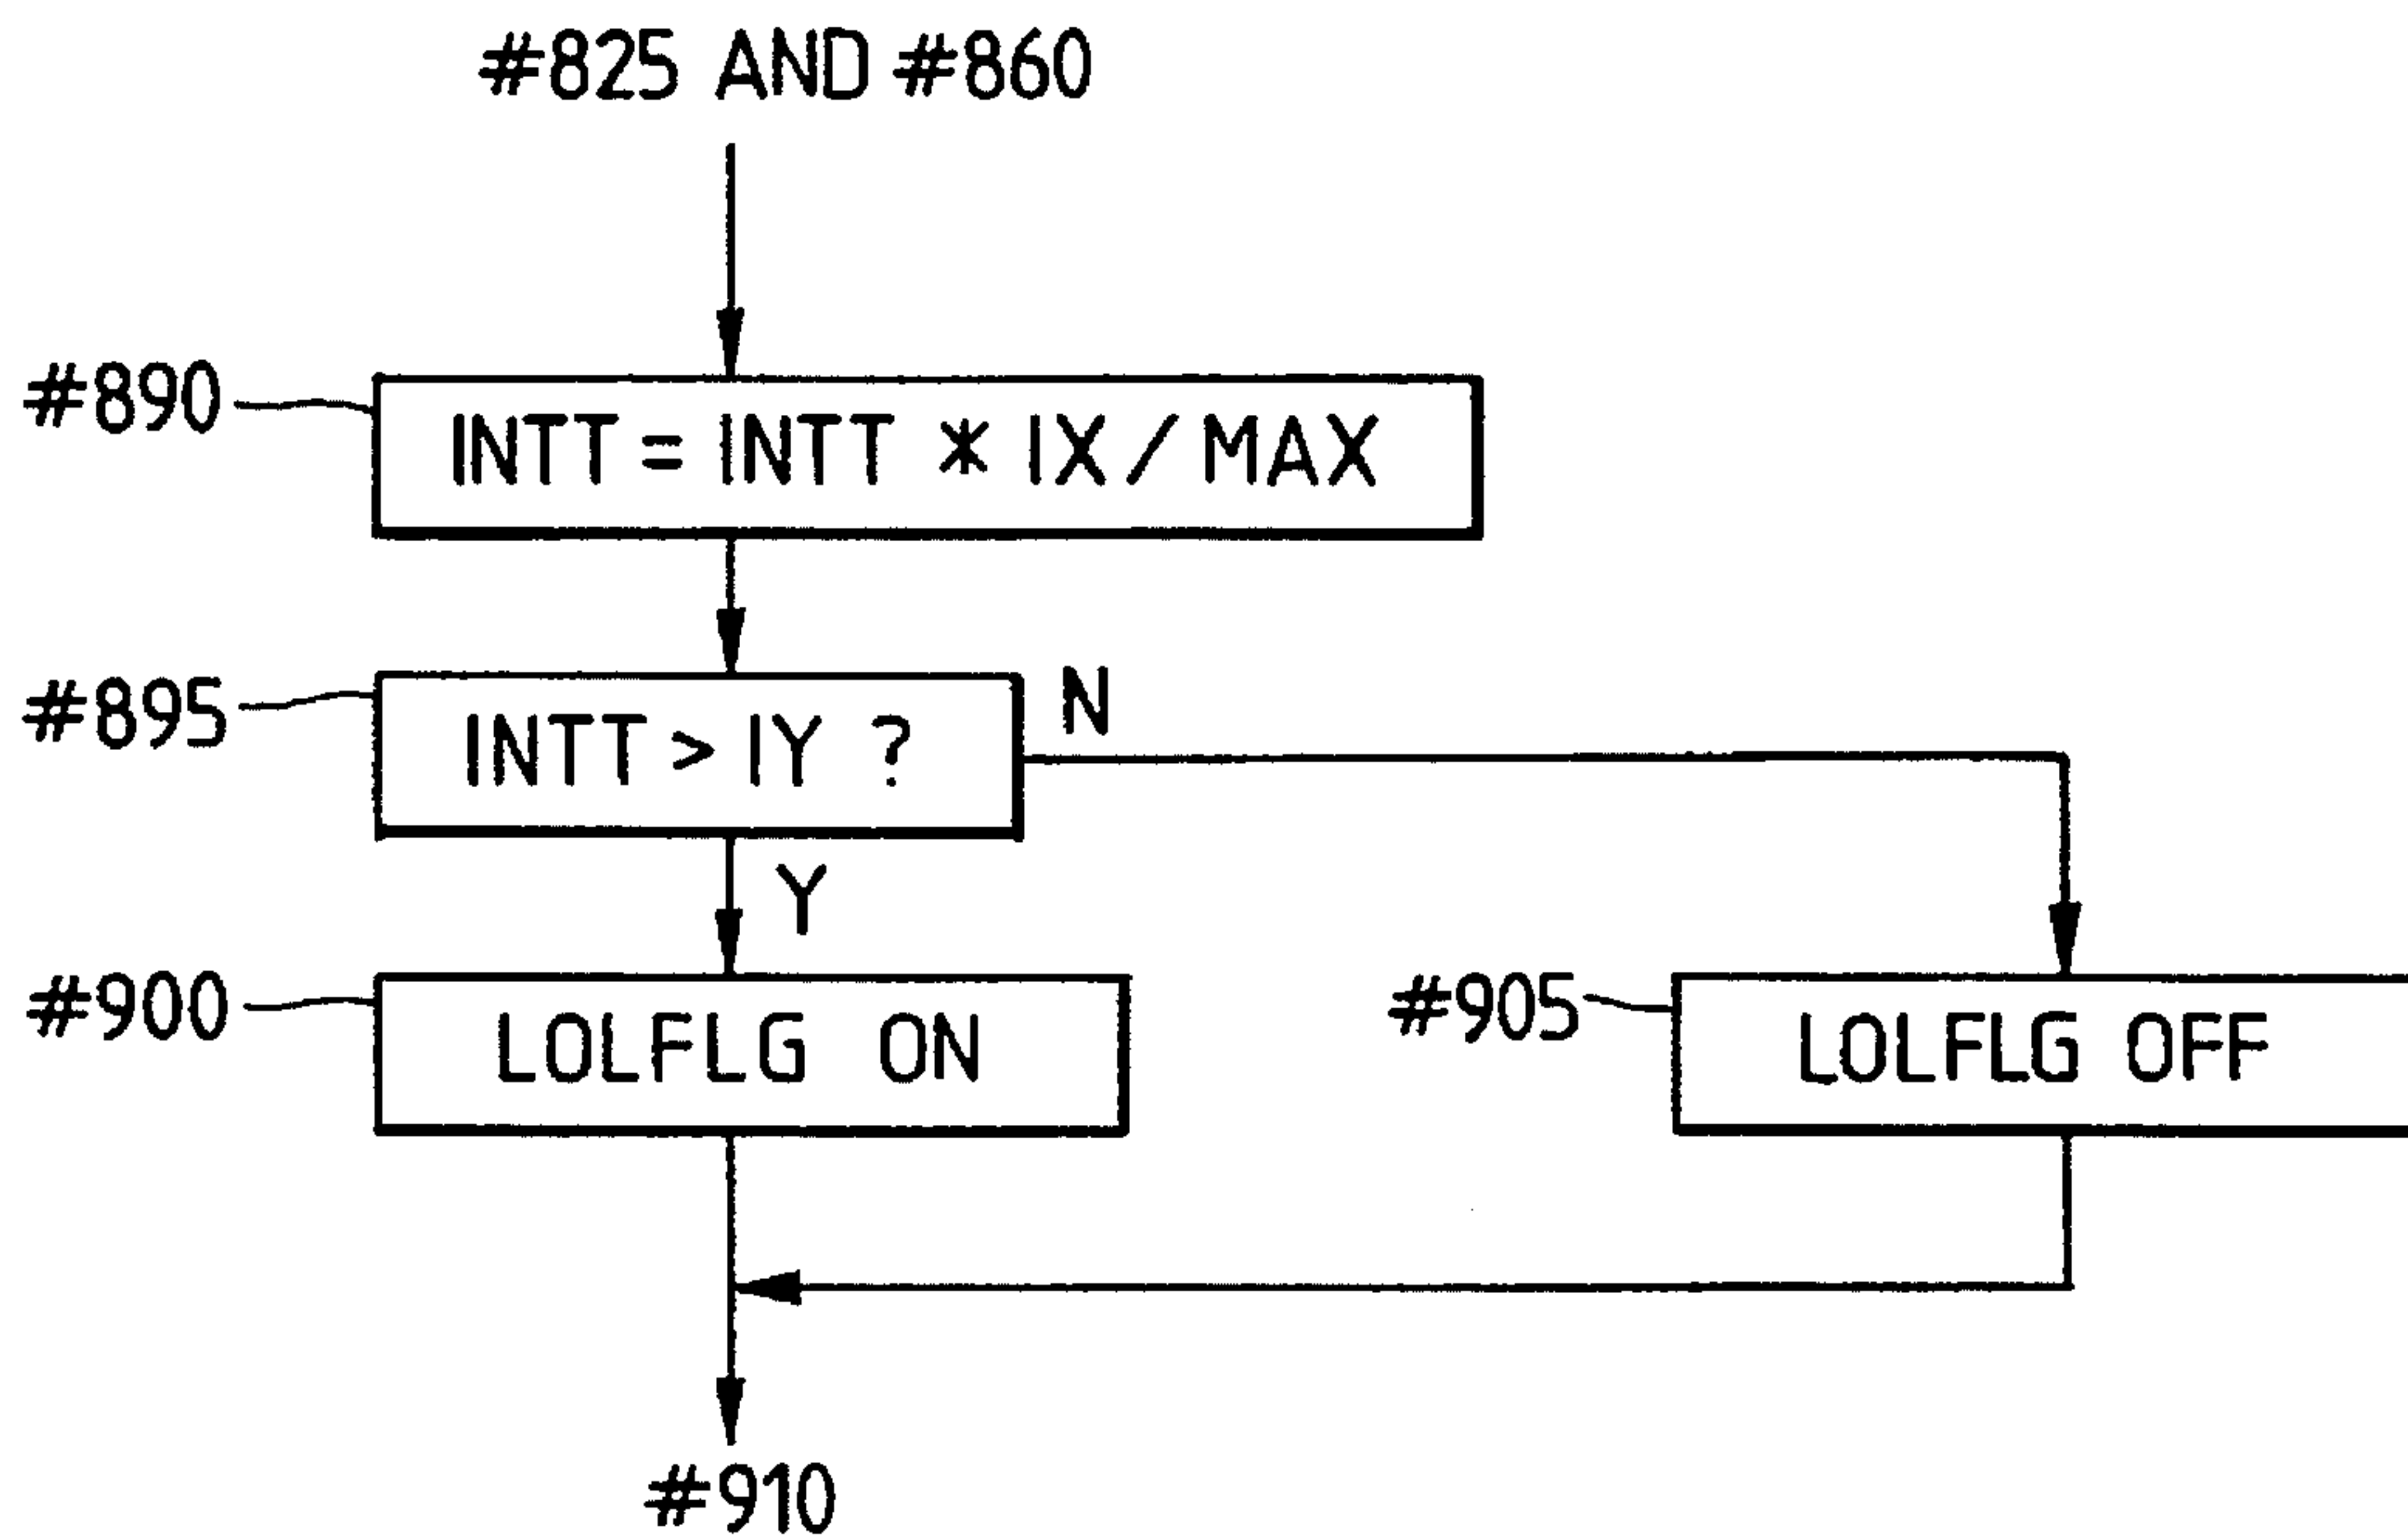 #825 AND #860
#890
INTT = INTT * IX / MAX
#895
INTT > IY ?
N
Y
#900
LOLFLG ON
#905
LOLFLG OFF
#910